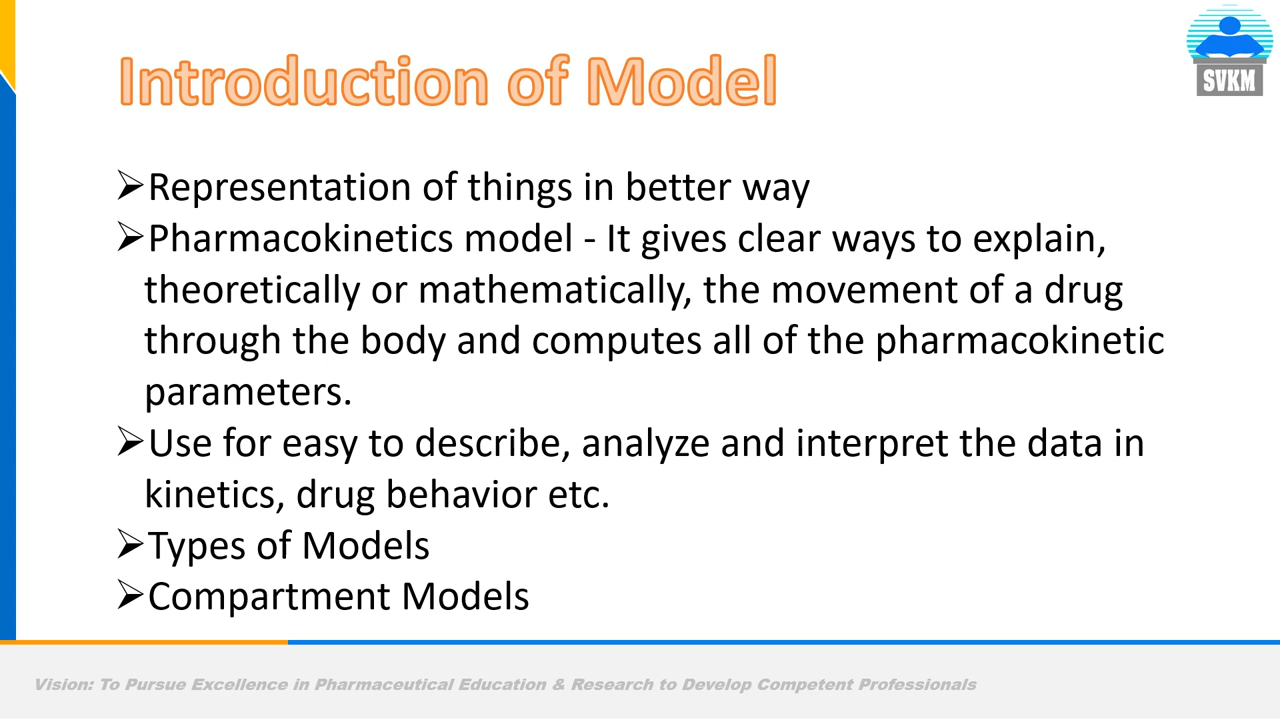 Introduction of Model
SVKM
➢Representation of things in better way
➢Pharmacokinetics model - It gives clear ways to explain,
theoretically or mathematically, the movement of a drug
through the body and computes all of the pharmacokinetic
parameters.
➢Use for easy to describe, analyze and interpret the data in
kinetics, drug behavior etc.
➢Types of Models
➢Compartment Models
Vision: To Pursue Excellence in Pharmaceutical Education & Research to Develop Competent Professionals